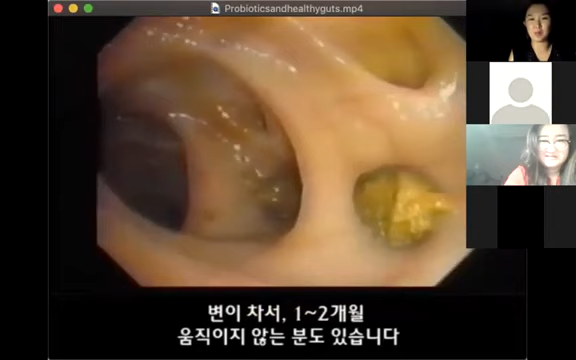 Probioticsandhealthyguts.mp4
변이 차서, 1~2개월
움직이지 않는 분도 있습니다